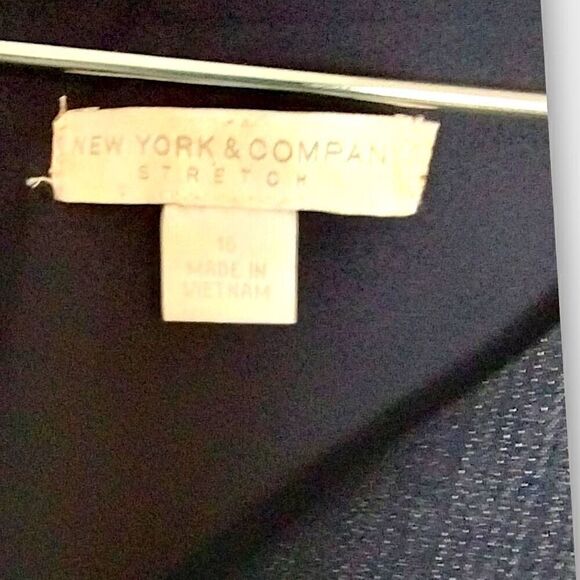 NEW YORK & COMPAN
STRETCH
16
MADE IN
VIETNAM